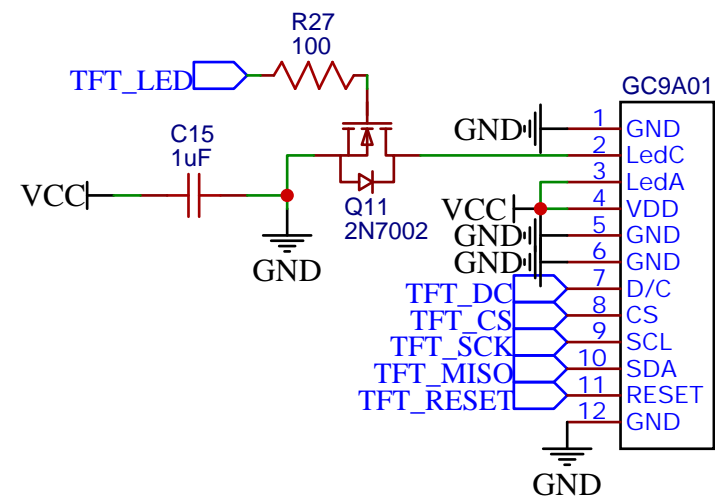 R27
100
TFT_LED
C15
1uF
VCC
GND
Q11
2N7002
GC9A01
GND 1 GND
2 LedC
3 LedA
VCC 4 VDD
GND 5 GND
GND 6 GND
TFT_DC 7 D/C
TFT_CS 8 CS
TFT_SCK 9 SCL
TFT_MISO 10 SDA
TFT_RESET 11 RESET
12 GND
GND